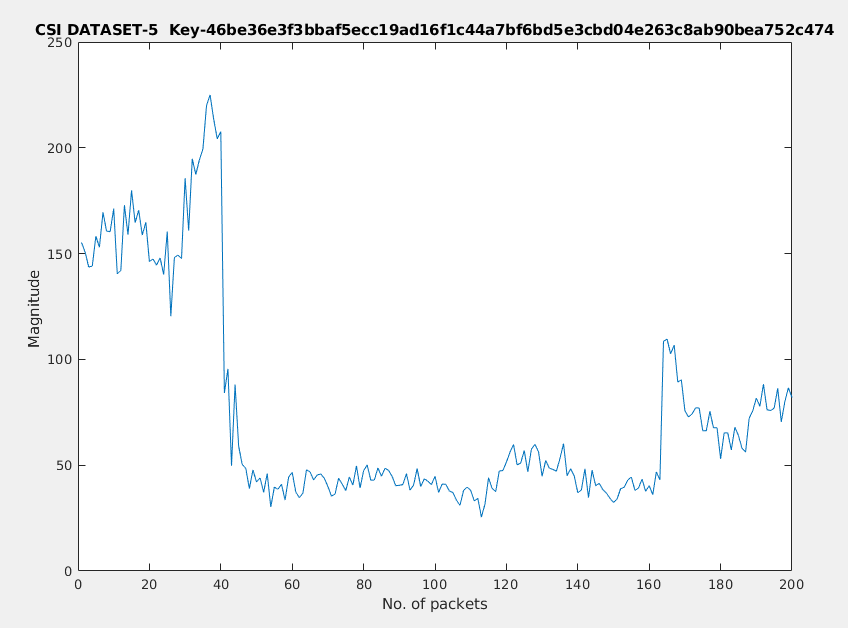 CSI DATASET-5  Key-46be36e3f3bbaf5ecc19ad16f1c44a7bf6bd5e3cbd04e263c8ab90bea752c474
250
200
150
100
50
0
Magnitude
0 20 40 60 80 100 120 140 160 180 200
No. of packets